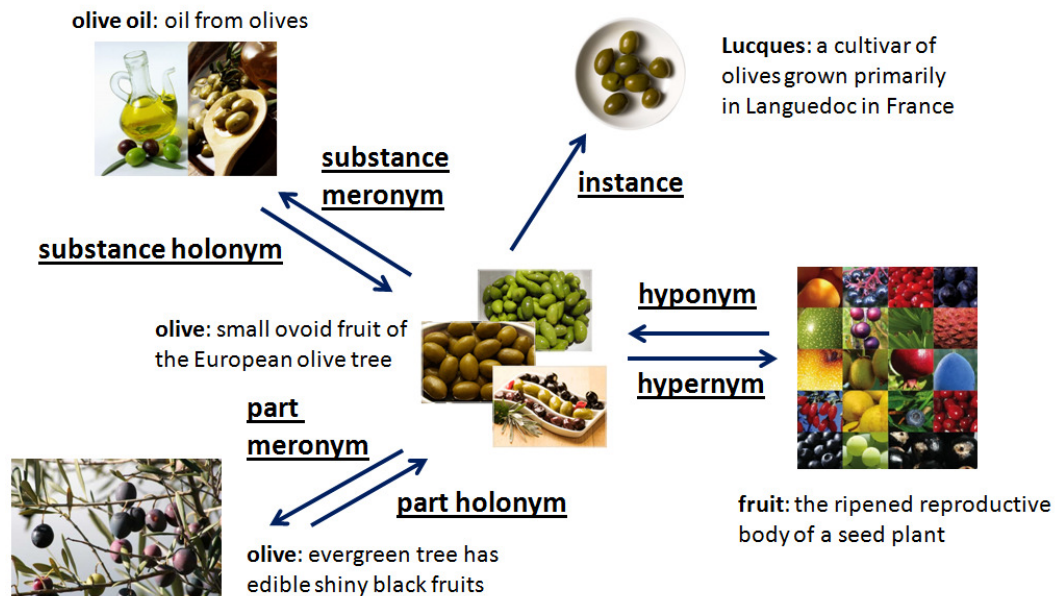 olive oil: oil from olives
Lucques: a cultivar of
olives grown primarily
in Languedoc in France
substance
meronym
instance
substance holonym
hyponym
olive: small ovoid fruit of
the European olive tree
hypernym
part
meronym
part holonym
fruit: the ripened reproductive
body of a seed plant
olive: evergreen tree has
edible shiny black fruits